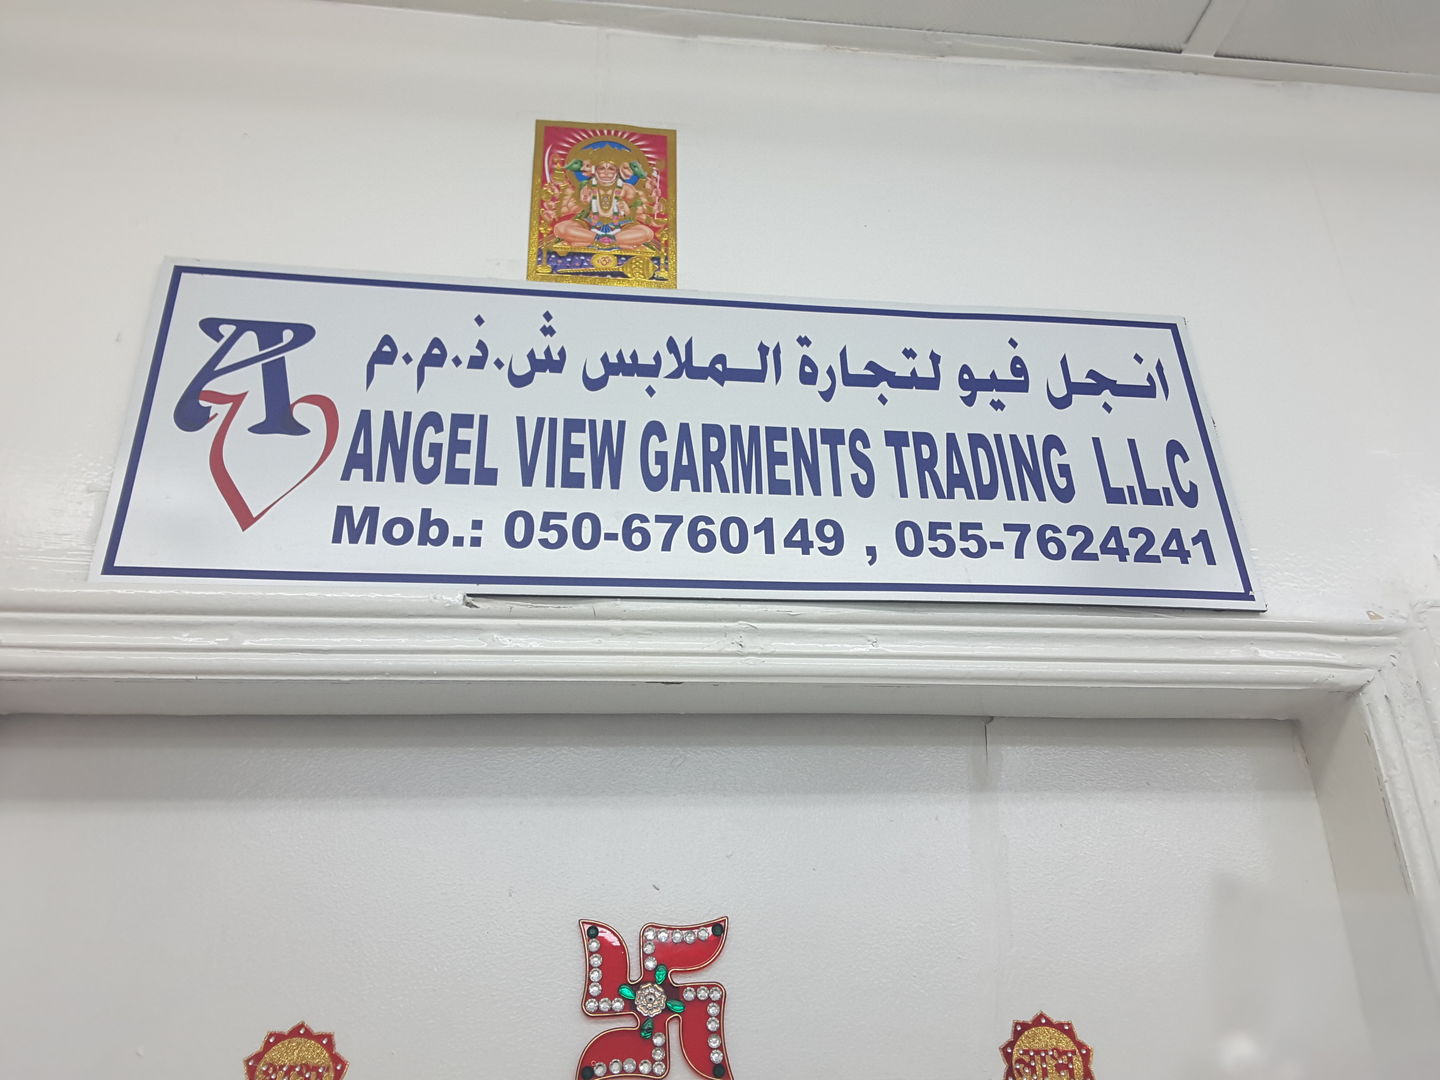 انجل فيو لتجارة الملابس ش.ذ.م.م
ANGEL VIEW GARMENTS TRADING L.L.C
Mob.: 050-6760149 , 055-7624241
शुभ
लाभ